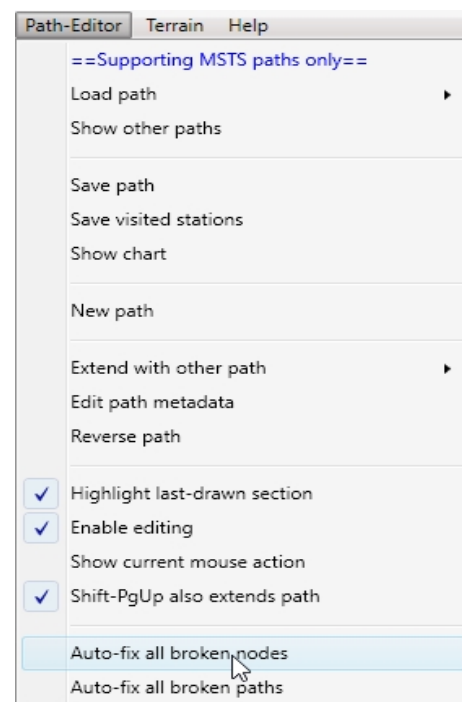 Path-Editor Terrain Help
==Supporting MSTS paths only==
Load path
Show other paths
Save path
Save visited stations
Show chart
New path
Extend with other path
Edit path metadata
Reverse path
Highlight last-drawn section
Enable editing
Show current mouse action
Shift-PgUp also extends path
Auto-fix all broken nodes
Auto-fix all broken paths